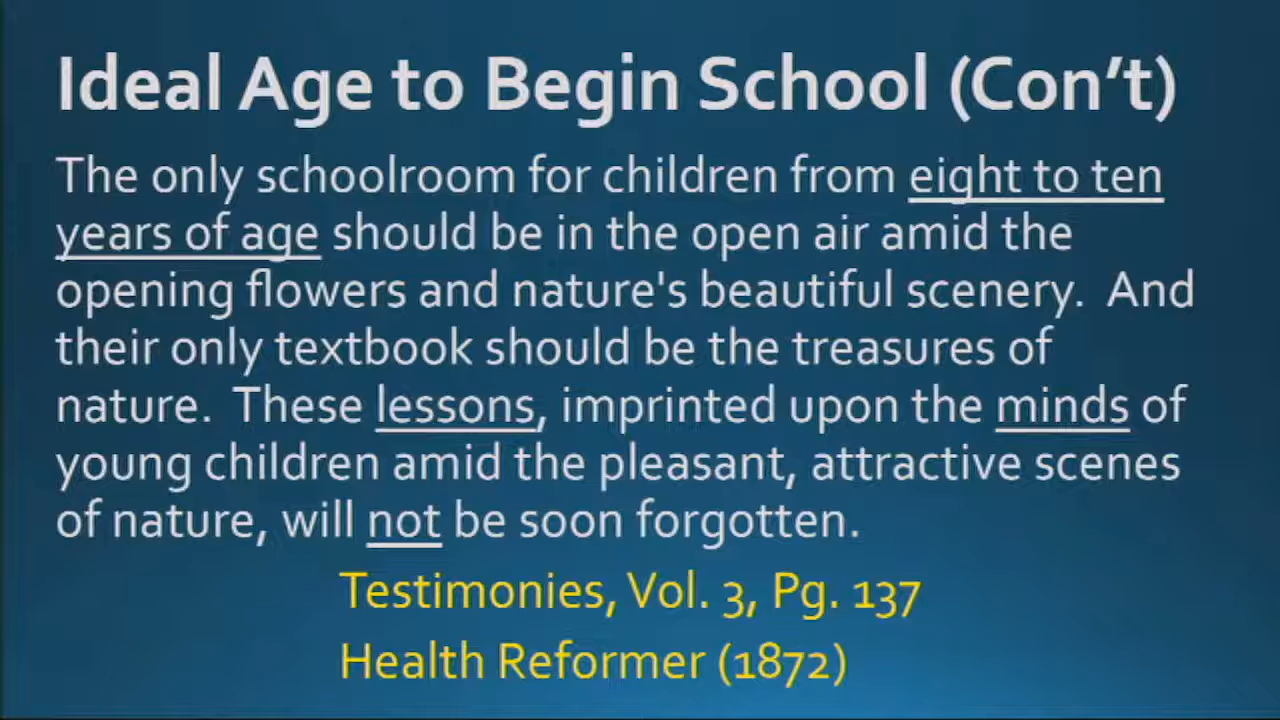 Ideal Age to Begin School (Con’t)
The only schoolroom for children from eight to ten
years of age should be in the open air amid the
opening flowers and nature's beautiful scenery.  And
their only textbook should be the treasures of
nature.  These lessons, imprinted upon the minds of
young children amid the pleasant, attractive scenes
of nature, will not be soon forgotten.
Testimonies, Vol. 3, Pg. 137
Health Reformer (1872)